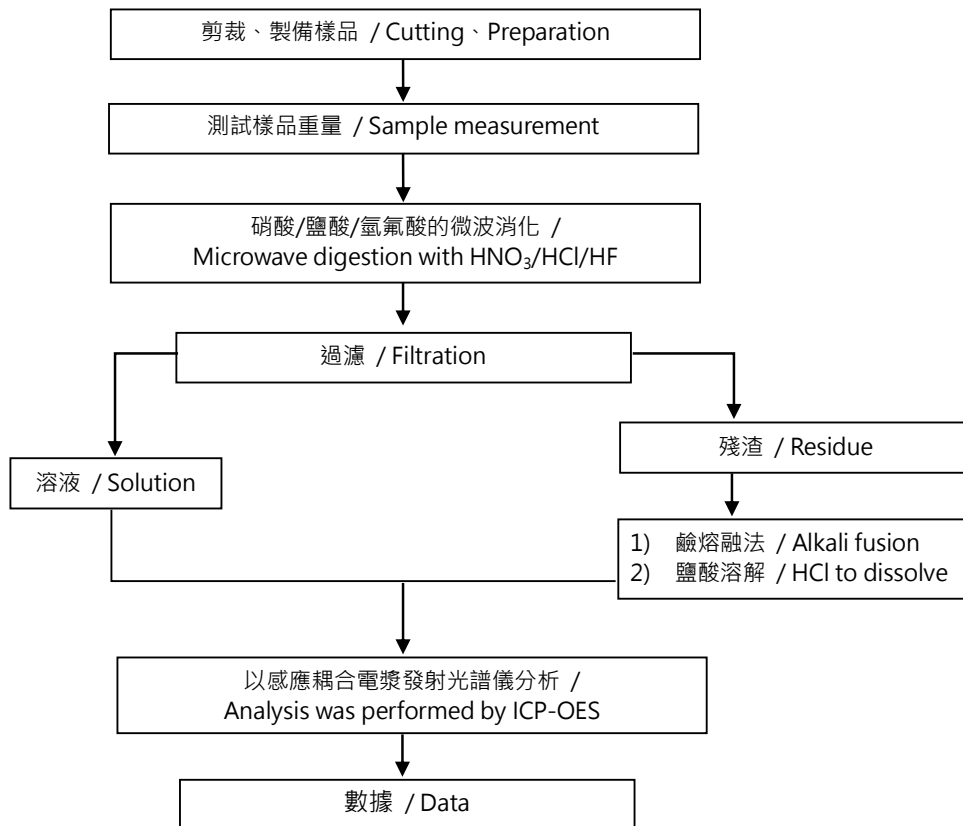 剪裁、製備樣品 / Cutting、Preparation
測試樣品重量 / Sample measurement
硝酸/鹽酸/氫氟酸的微波消化 /
Microwave digestion with HNO₃/HCl/HF
過濾 / Filtration
溶液 / Solution
殘渣 / Residue
1) 鹼熔融法 / Alkali fusion
2) 鹽酸溶解 / HCl to dissolve
以感應耦合電漿發射光譜儀分析 /
Analysis was performed by ICP-OES
數據 / Data